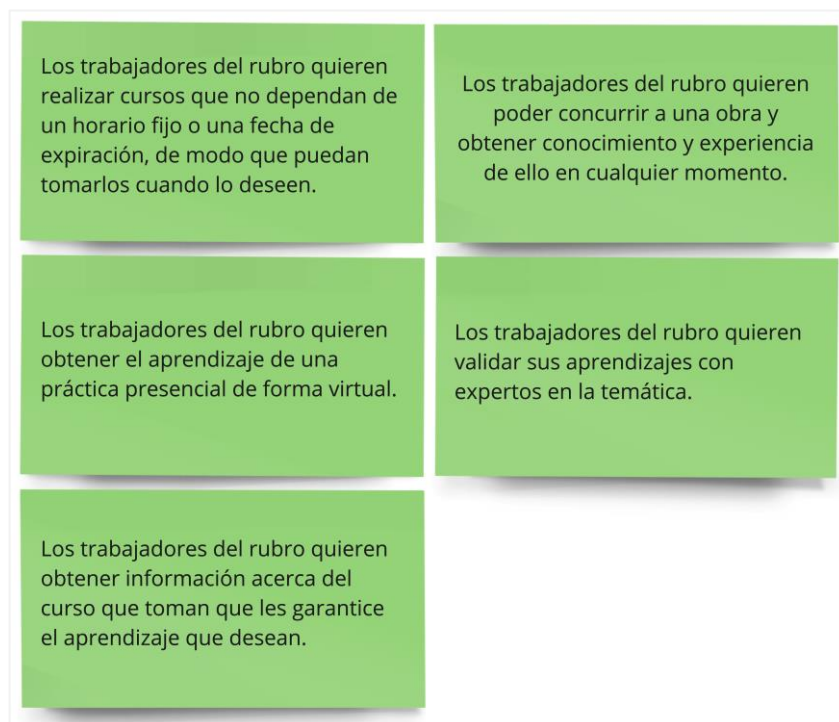 Los trabajadores del rubro quieren
realizar cursos que no dependan de
un horario fijo o una fecha de
expiración, de modo que puedan
tomarlos cuando lo deseen.
Los trabajadores del rubro quieren
poder concurrir a una obra y
obtener conocimiento y experiencia
de ello en cualquier momento.
Los trabajadores del rubro quieren
obtener el aprendizaje de una
práctica presencial de forma virtual.
Los trabajadores del rubro quieren
validar sus aprendizajes con
expertos en la temática.
Los trabajadores del rubro quieren
obtener información acerca del
curso que toman que les garantice
el aprendizaje que desean.